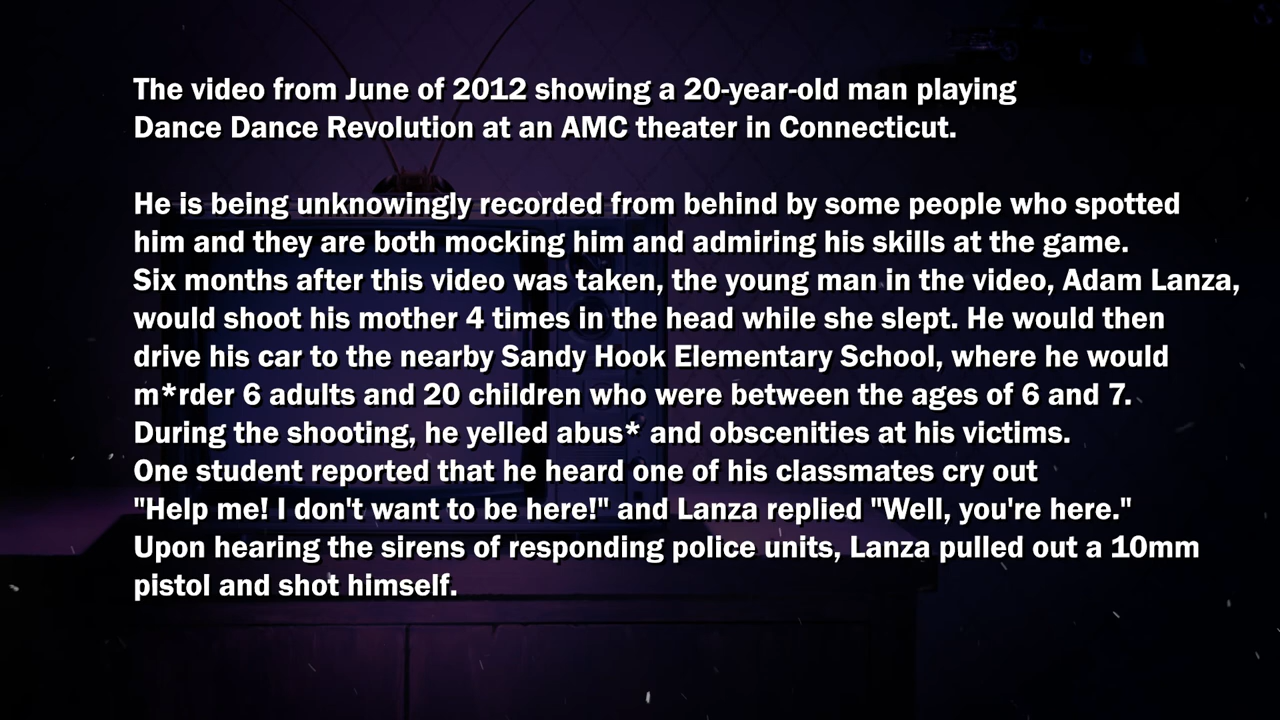 The video from June of 2012 showing a 20-year-old man playing
Dance Dance Revolution at an AMC theater in Connecticut.
He is being unknowingly recorded from behind by some people who spotted
him and they are both mocking him and admiring his skills at the game.
Six months after this video was taken, the young man in the video, Adam Lanza,
would shoot his mother 4 times in the head while she slept. He would then
drive his car to the nearby Sandy Hook Elementary School, where he would
m*rder 6 adults and 20 children who were between the ages of 6 and 7.
During the shooting, he yelled abus* and obscenities at his victims.
One student reported that he heard one of his classmates cry out
"Help me! I don't want to be here!" and Lanza replied "Well, you're here."
Upon hearing the sirens of responding police units, Lanza pulled out a 10mm
pistol and shot himself.